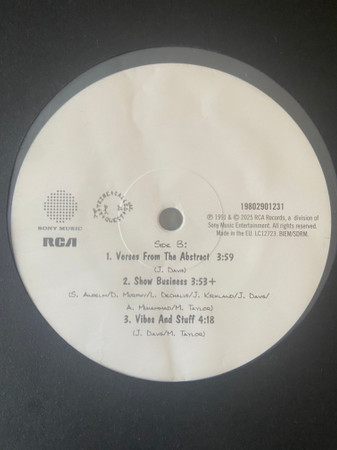 19802901231
℗ 1991 & © 2025 RCA Records, a division of
Sony Music Entertainment. All rights reserved.
Made in the EU. LC12723. BIEM/SDRM.
SONY MUSIC
RCA
Side B:
1. Verses From The Abstract 3:59
(J. Davis)
2. Show Business 3:53+
A. Muhammad/M. Taylor)
3. Vibes And Stuff 4:18
(J. Davis/M. Taylor)